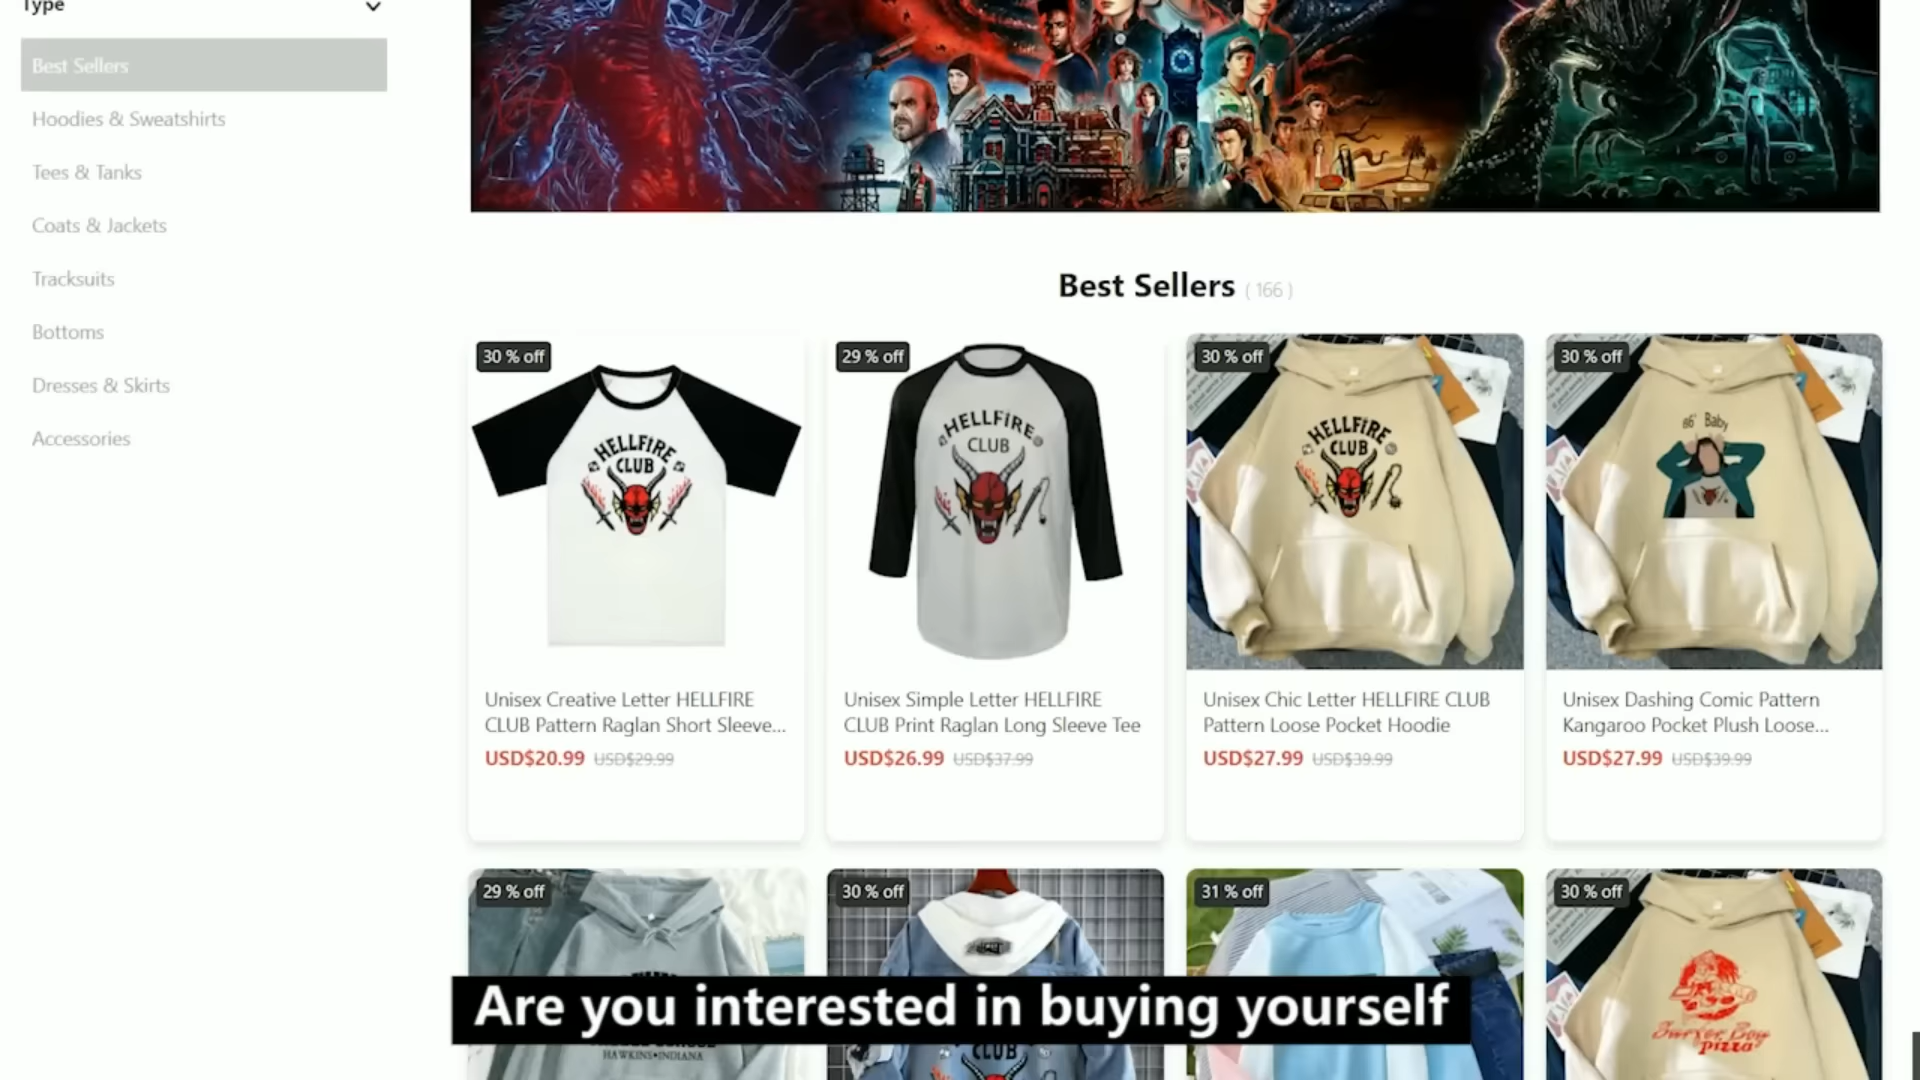 Type
Best Sellers
Hoodies & Sweatshirts
Tees & Tanks
Coats & Jackets
Tracksuits
Bottoms
Dresses & Skirts
Accessories
Best Sellers ( 166 )
30 % off
HELLFIRE
CLUB
Unisex Creative Letter HELLFIRE
CLUB Pattern Raglan Short Sleeve...
USD$20.99 USD$29.99
29 % off
HELLFIRE
CLUB
Unisex Simple Letter HELLFIRE
CLUB Print Raglan Long Sleeve Tee
USD$26.99 USD$37.99
30 % off
HELLFIRE
CLUB
Unisex Chic Letter HELLFIRE CLUB
Pattern Loose Pocket Hoodie
USD$27.99 USD$39.99
30 % off
86' Baby
Unisex Dashing Comic Pattern
Kangaroo Pocket Plush Loose...
USD$27.99 USD$39.99
29 % off
HAWKINS•INDIANA
30 % off
CLUB
31 % off
30 % off
Surfer Boy
Pizza
Are you interested in buying yourself